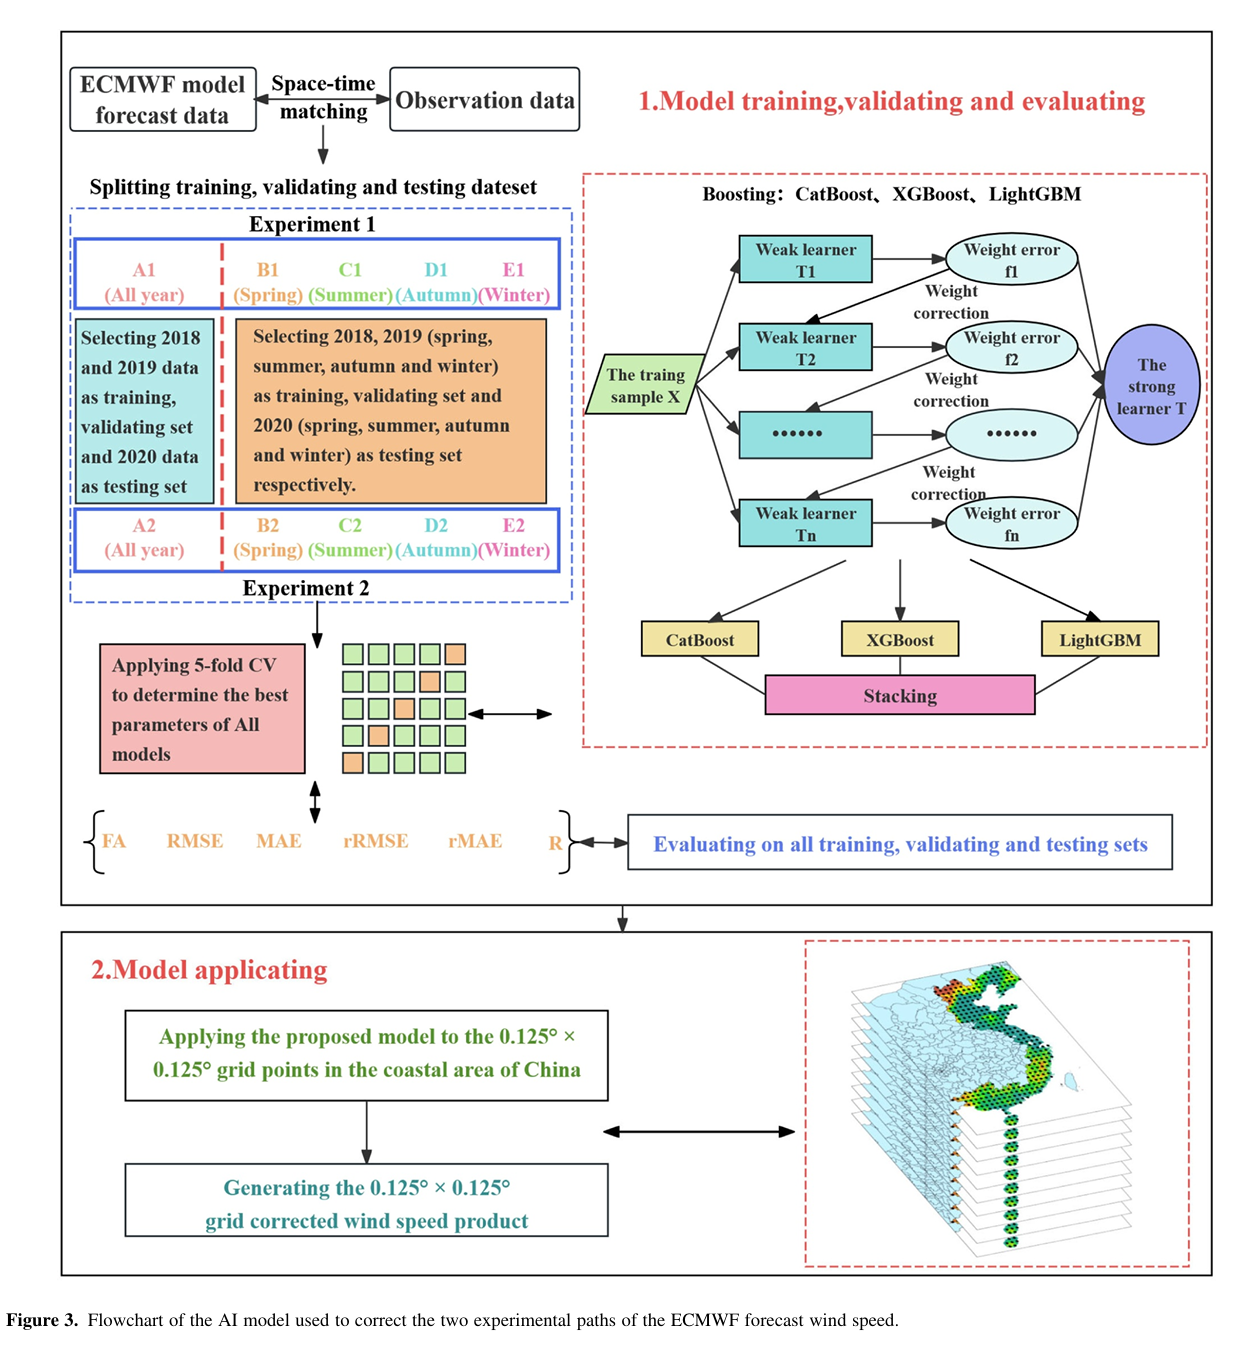 ECMWF model
forecast data
Space-time
matching
Observation data
1.Model training,validating and evaluating
Splitting training, validating and testing dateset
Experiment 1
A1
(All year)
B1
(Spring)
C1
(Summer)
D1
(Autumn)
E1
(Winter)
Selecting 2018
and 2019 data
as training,
validating set
and 2020 data
as testing set
Selecting 2018, 2019 (spring,
summer, autumn and winter)
as training, validating set and
2020 (spring, summer, autumn
and winter) as testing set
respectively.
A2
(All year)
B2
(Spring)
C2
(Summer)
D2
(Autumn)
E2
(Winter)
Experiment 2
Boosting：CatBoost、XGBoost、LightGBM
The traing
sample X
Weak learner
T1
Weight error
f1
Weight
correction
Weak learner
T2
Weight error
f2
Weight
correction
••••••
••••••
Weight
correction
Weak learner
Tn
Weight error
fn
The
strong
learner T
CatBoost
XGBoost
LightGBM
Stacking
Applying 5-fold CV
to determine the best
parameters of All
models
FA RMSE MAE rRMSE rMAE R
Evaluating on all training, validating and testing sets
2.Model applicating
Applying the proposed model to the 0.125° ×
0.125° grid points in the coastal area of China
Generating the 0.125° × 0.125°
grid corrected wind speed product
Figure 3. Flowchart of the AI model used to correct the two experimental paths of the ECMWF forecast wind speed.